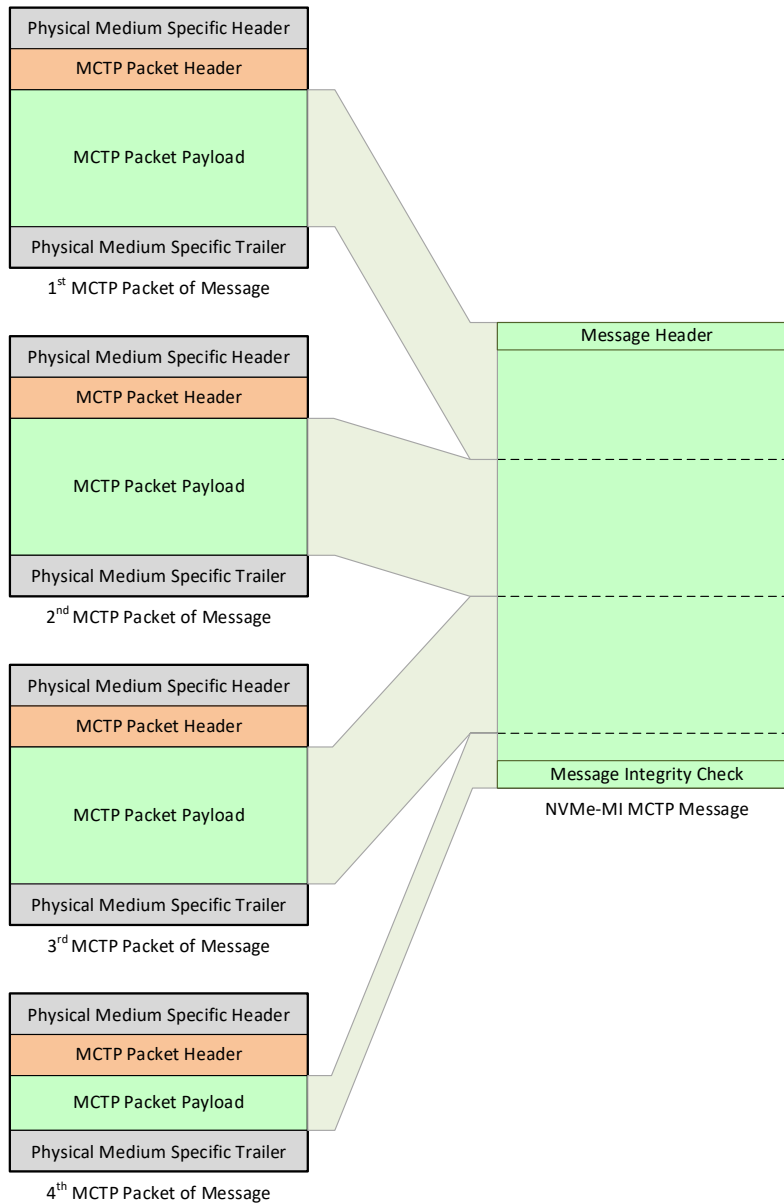 Physical Medium Specific Header
MCTP Packet Header
MCTP Packet Payload
Physical Medium Specific Trailer
1st MCTP Packet of Message
Physical Medium Specific Header
MCTP Packet Header
MCTP Packet Payload
Physical Medium Specific Trailer
2nd MCTP Packet of Message
Physical Medium Specific Header
MCTP Packet Header
MCTP Packet Payload
Physical Medium Specific Trailer
3rd MCTP Packet of Message
Physical Medium Specific Header
MCTP Packet Header
MCTP Packet Payload
Physical Medium Specific Trailer
4th MCTP Packet of Message
Message Header
Message Integrity Check
NVMe-MI MCTP Message